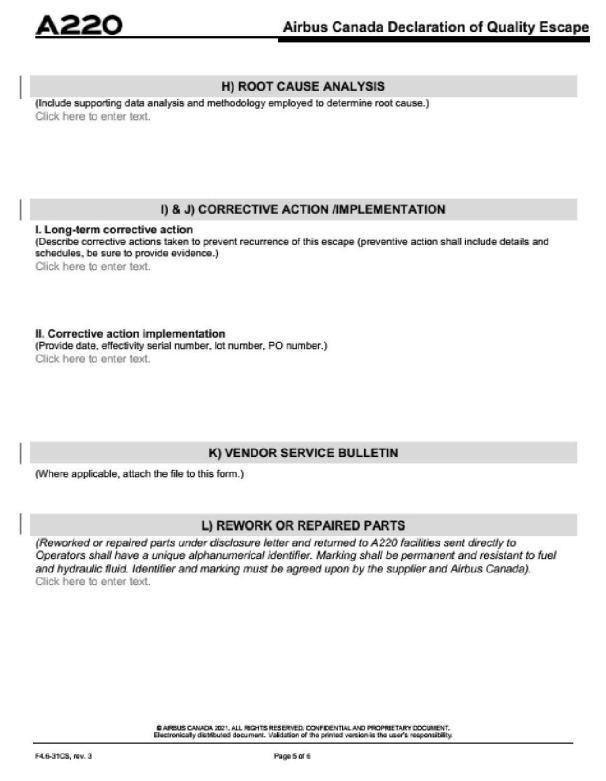 A220
Airbus Canada Declaration of Quality Escape
H) ROOT CAUSE ANALYSIS
(Include supporting data analysis and methodology employed to determine root cause.)
Click here to enter text.
I) & J) CORRECTIVE ACTION /IMPLEMENTATION
I. Long-term corrective action
(Describe corrective actions taken to prevent recurrence of this escape (preventive action shall include details and
schedules, be sure to provide evidence.)
Click here to enter text.
II. Corrective action implementation
(Provide date, effectivity serial number, lot number, PO number.)
Click here to enter text.
K) VENDOR SERVICE BULLETIN
(Where applicable, attach the file to this form.)
L) REWORK OR REPAIRED PARTS
(Reworked or repaired parts under disclosure letter and returned to A220 facilities sent directly to
Operators shall have a unique alphanumerical identifier. Marking shall be permanent and resistant to fuel
and hydraulic fluid. Identifier and marking must be agreed upon by the supplier and Airbus Canada).
Click here to enter text.
© AIRBUS CANADA 2021. ALL RIGHTS RESERVED. CONFIDENTIAL AND PROPRIETARY DOCUMENT.
Electronically distributed document. Validation of the printed version is the user's responsibility.
F4.6-31CS, rev. 3
Page 5 of 6